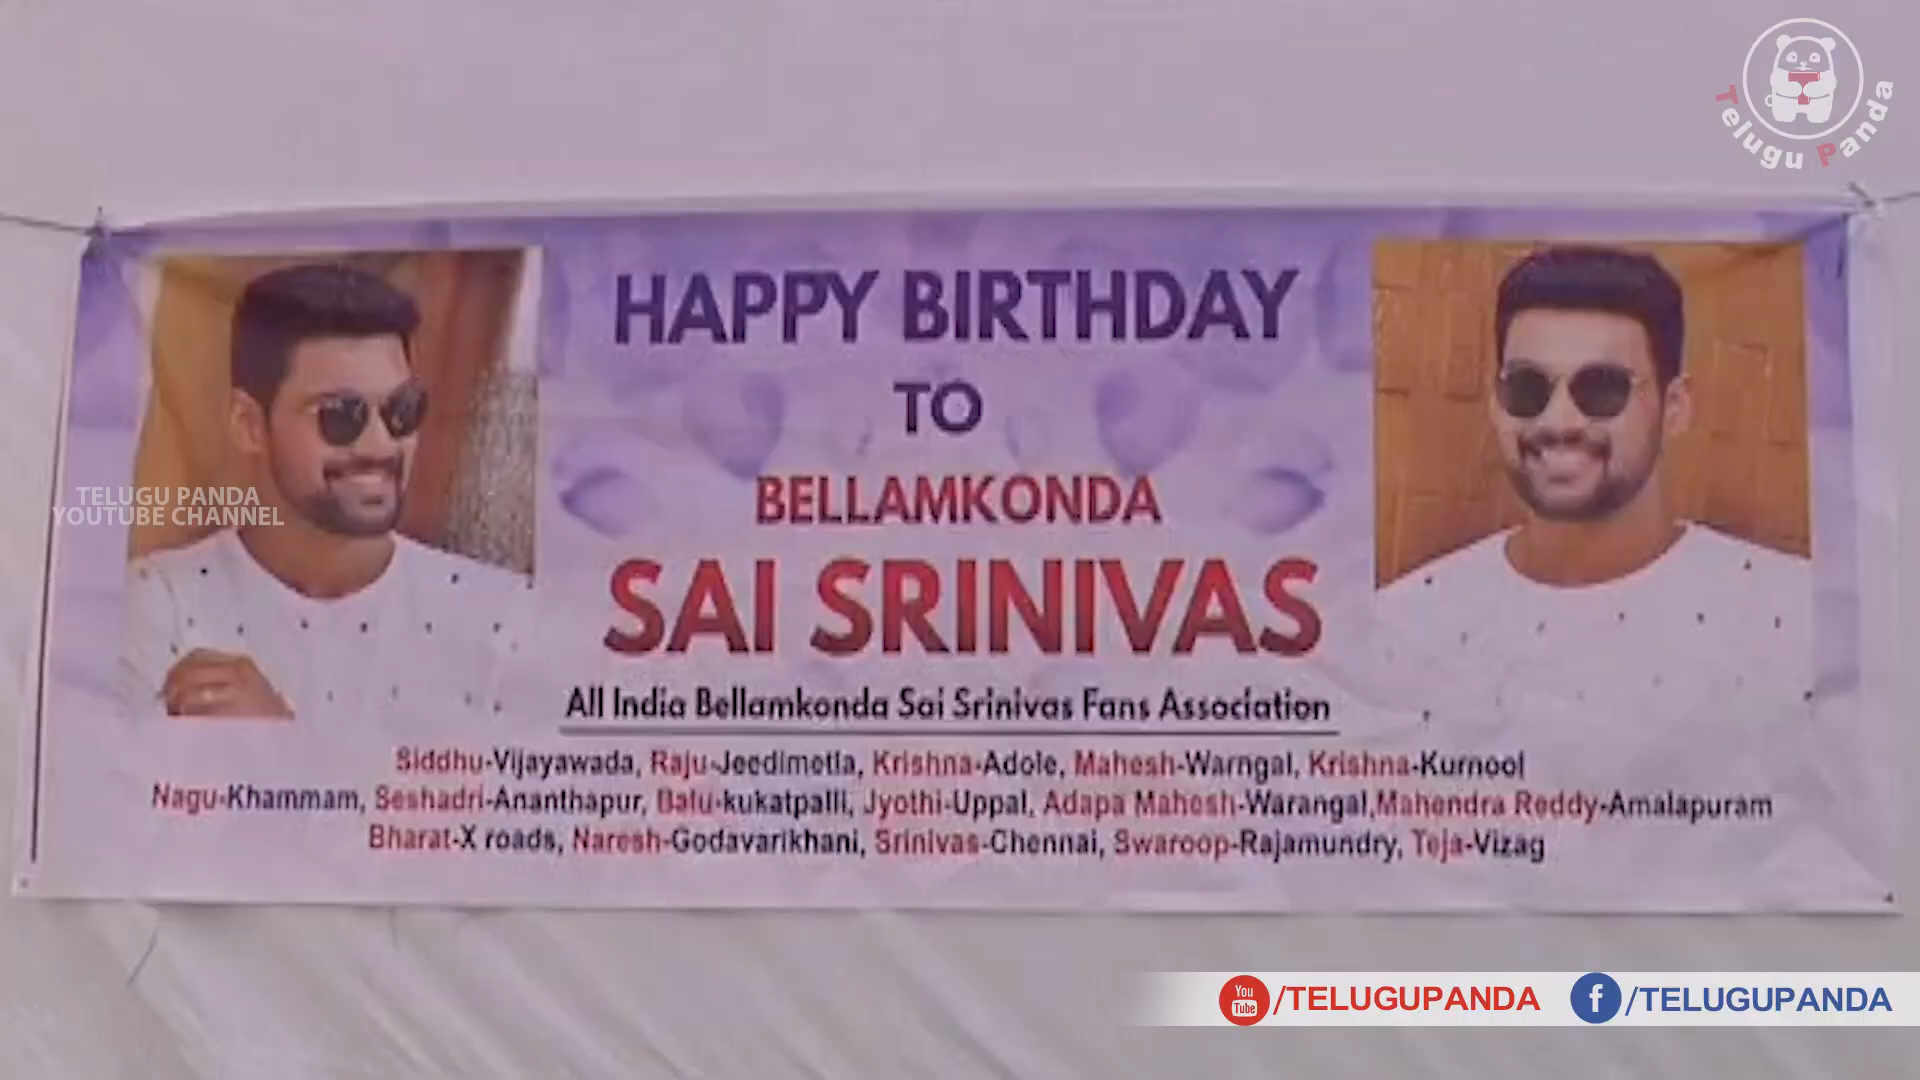 Telugu Panda
HAPPY BIRTHDAY
TO
BELLAMKONDA
SAI SRINIVAS
TELUGU PANDA
YOUTUBE CHANNEL
All India Bellamkonda Sai Srinivas Fans Association
Siddhu-Vijayawada, Raju-Jeedimetla, Krishna-Adole, Mahesh-Warngal, Krishna-Kurnool
Nagu-Khammam, Seshadri-Ananthapur, Balu-kukatpalli, Jyothi-Uppal, Adapa Mahesh-Warangal,Mahendra Reddy-Amalapuram
Bharat-X roads, Naresh-Godavarikhani, Srinivas-Chennai, Swaroop-Rajamundry, Teja-Vizag
You Tube /TELUGUPANDA f /TELUGUPANDA